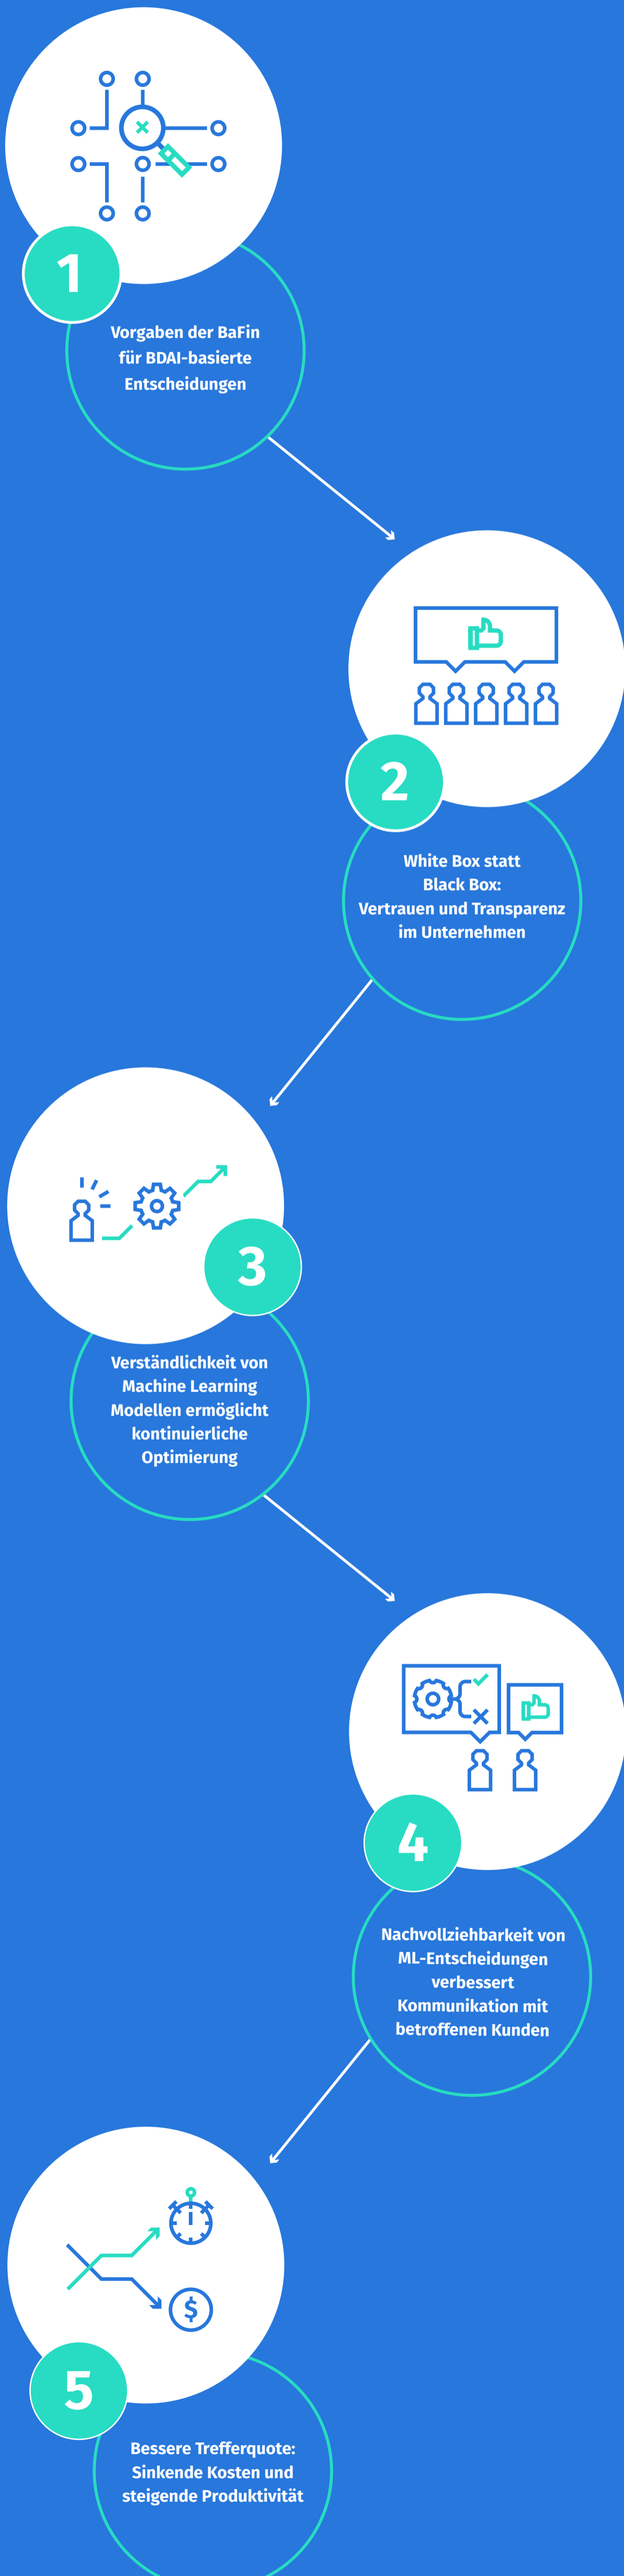 1
Vorgaben der BaFin
für BDAI-basierte
Entscheidungen
2
White Box statt
Black Box:
Vertrauen und Transparenz
im Unternehmen
3
Verständlichkeit von
Machine Learning
Modellen ermöglicht
kontinuierliche
Optimierung
4
Nachvollziehbarkeit von
ML-Entscheidungen
verbessert
Kommunikation mit
betroffenen Kunden
$
5
Bessere Trefferquote:
Sinkende Kosten und
steigende Produktivität